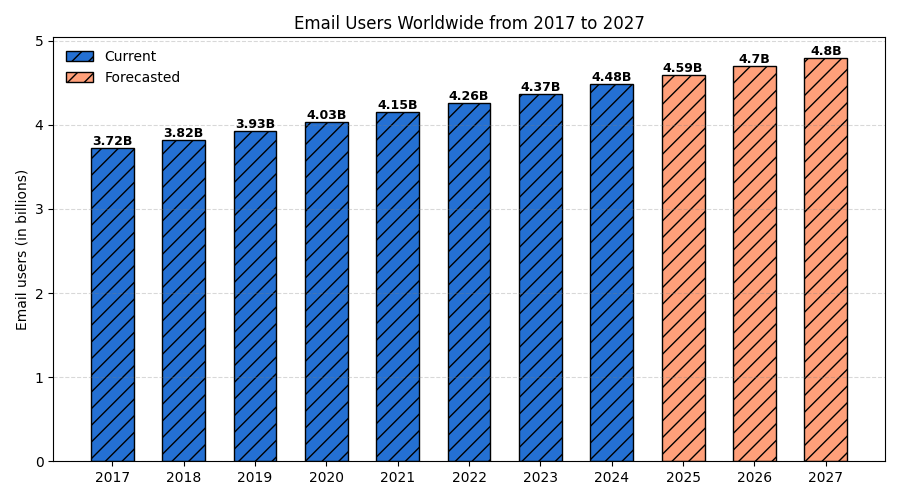 Email Users Worldwide from 2017 to 2027
Email users (in billions)
5
4
3
2
1
0
Current
Forecasted
3.72B
3.82B
3.93B
4.03B
4.15B
4.26B
4.37B
4.48B
4.59B
4.7B
4.8B
2017 2018 2019 2020 2021 2022 2023 2024 2025 2026 2027